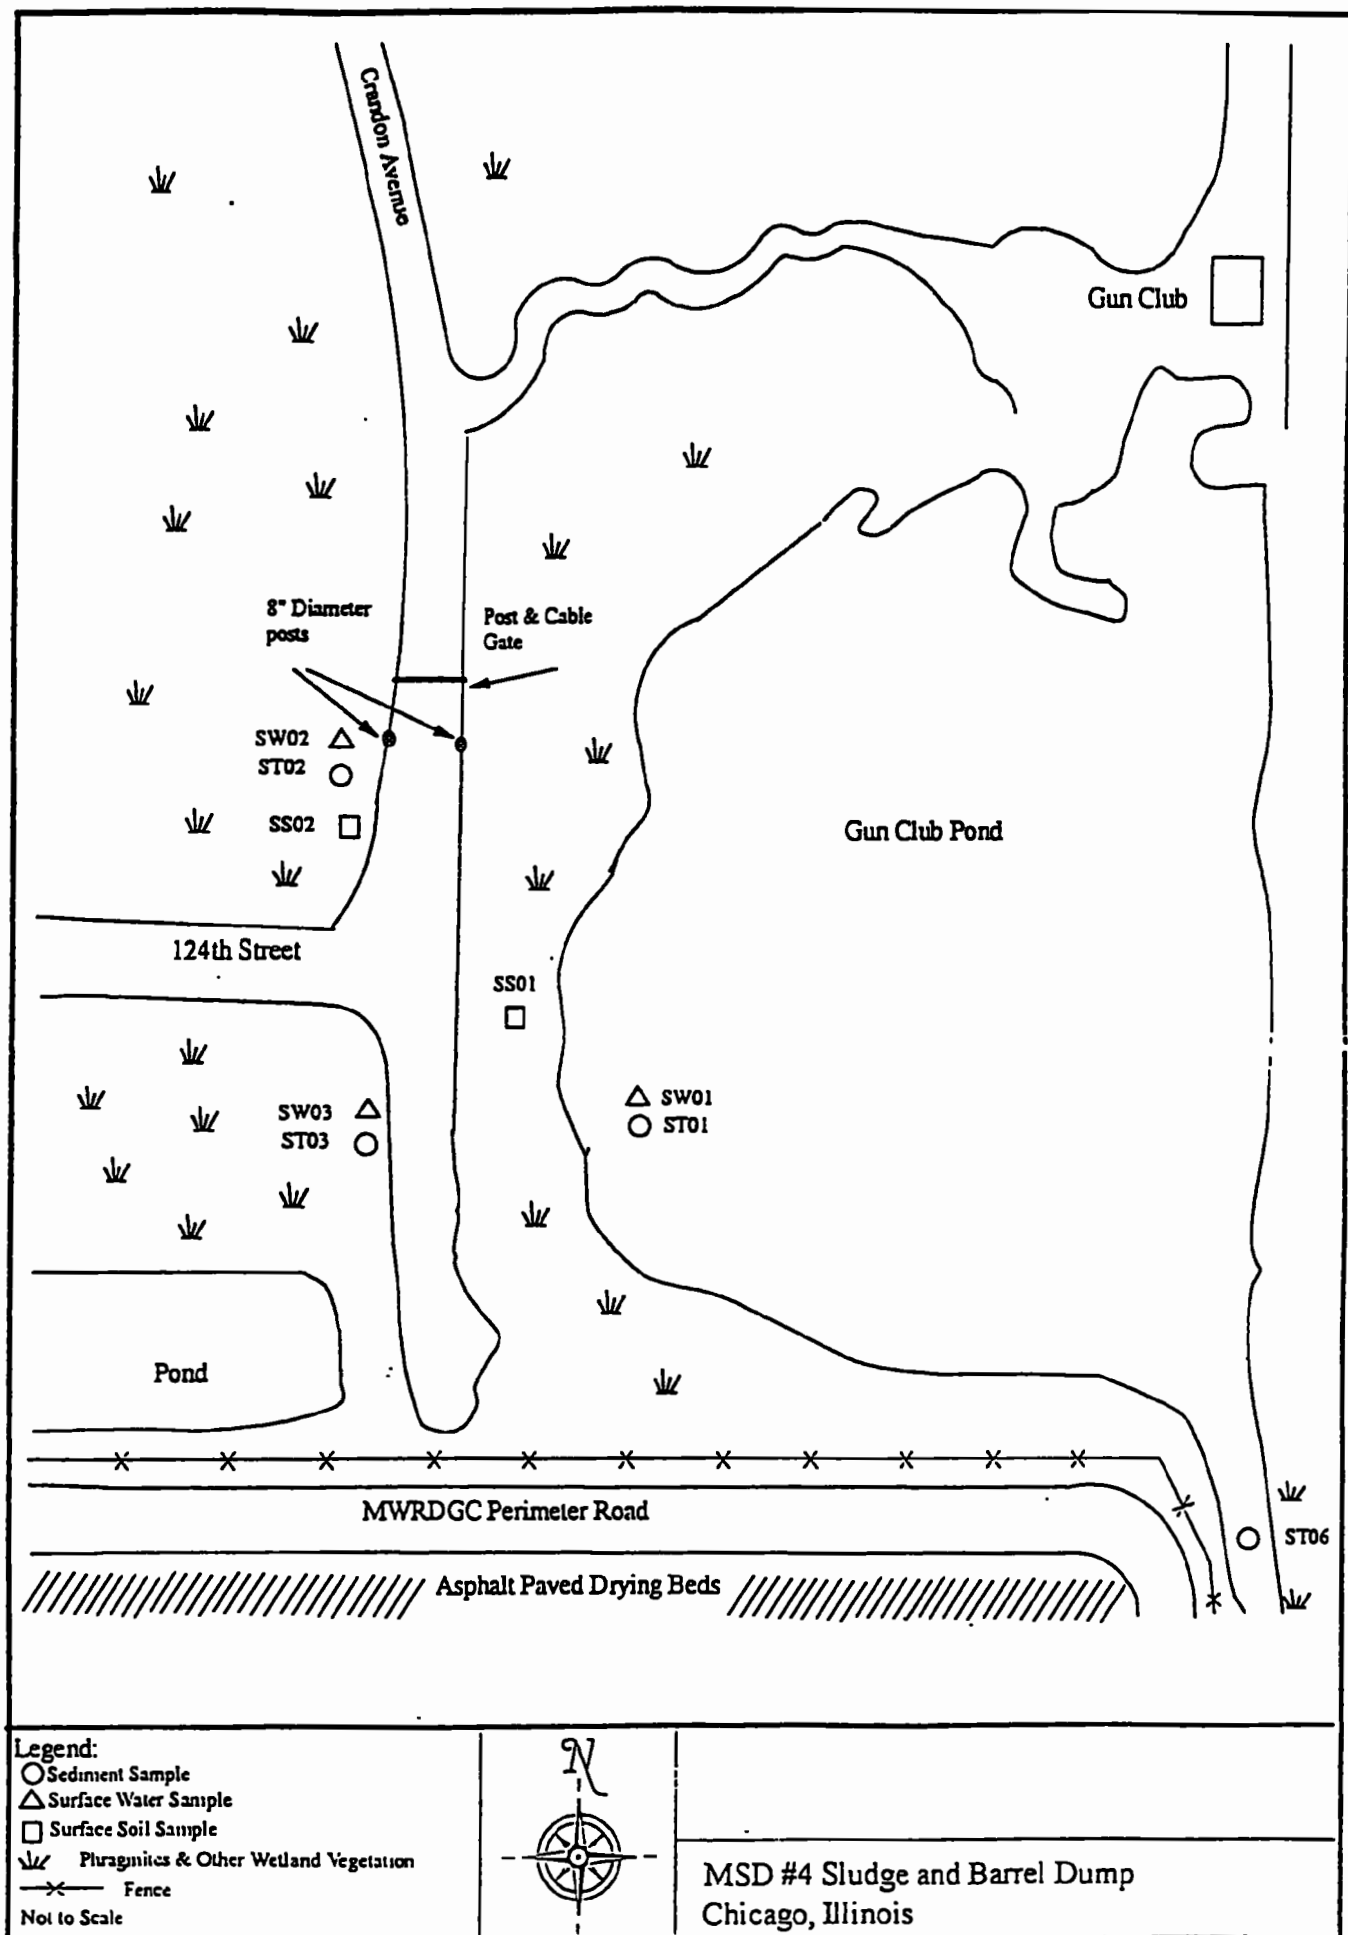 Crandon Avenue
Gun Club
8" Diameter
posts
Post & Cable
Gate
SW02
ST02
SS02
Gun Club Pond
124th Street
SS01
SW03
ST03
SW01
ST01
Pond
MWRDGC Perimeter Road
ST06
Asphalt Paved Drying Beds
Legend:
Sediment Sample
Surface Water Sample
Surface Soil Sample
Phragmites & Other Wetland Vegetation
Fence
Not to Scale
N
MSD #4 Sludge and Barrel Dump
Chicago, Illinois